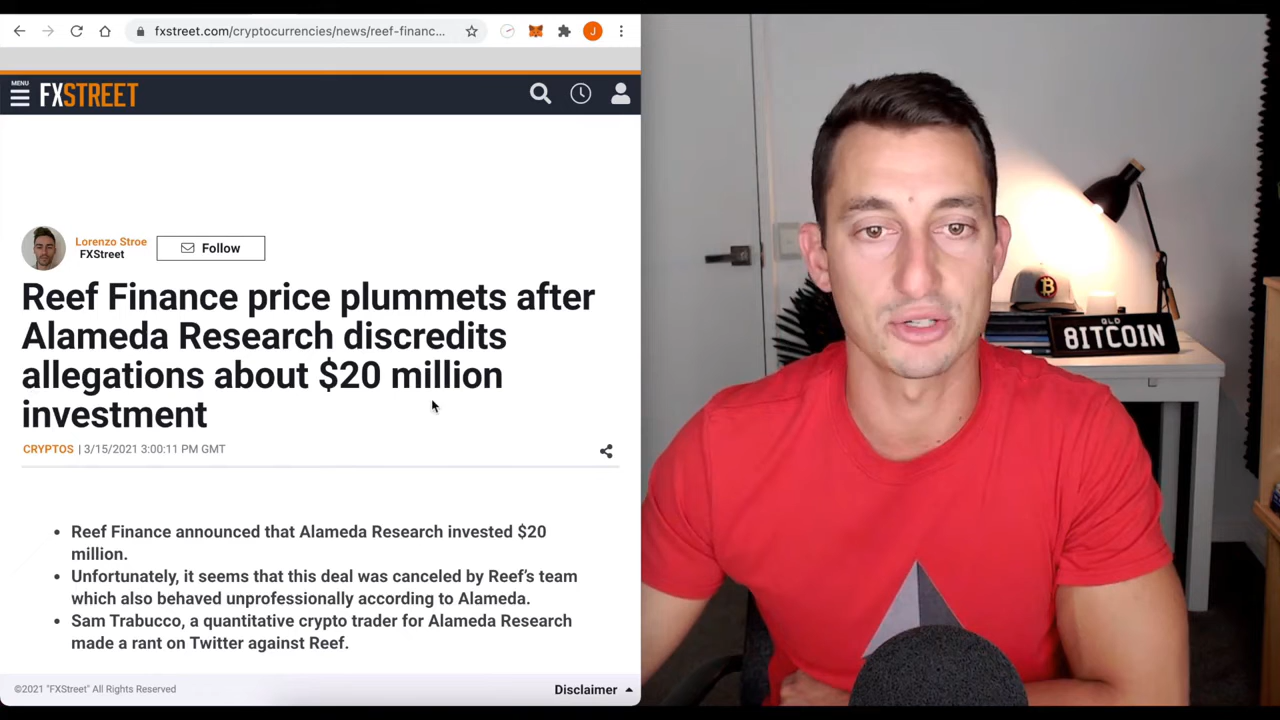 fxstreet.com/cryptocurrencies/news/reef-financ...
J
MENU
FXSTREET
Lorenzo Stroe
FXStreet
Follow
Reef Finance price plummets after
Alameda Research discredits
allegations about $20 million
investment
CRYPTOS | 3/15/2021 3:00:11 PM GMT
• Reef Finance announced that Alameda Research invested $20
million.
• Unfortunately, it seems that this deal was canceled by Reef's team
which also behaved unprofessionally according to Alameda.
• Sam Trabucco, a quantitative crypto trader for Alameda Research
made a rant on Twitter against Reef.
©2021 "FXStreet" All Rights Reserved
Disclaimer
B
QLD
8ITCOIN